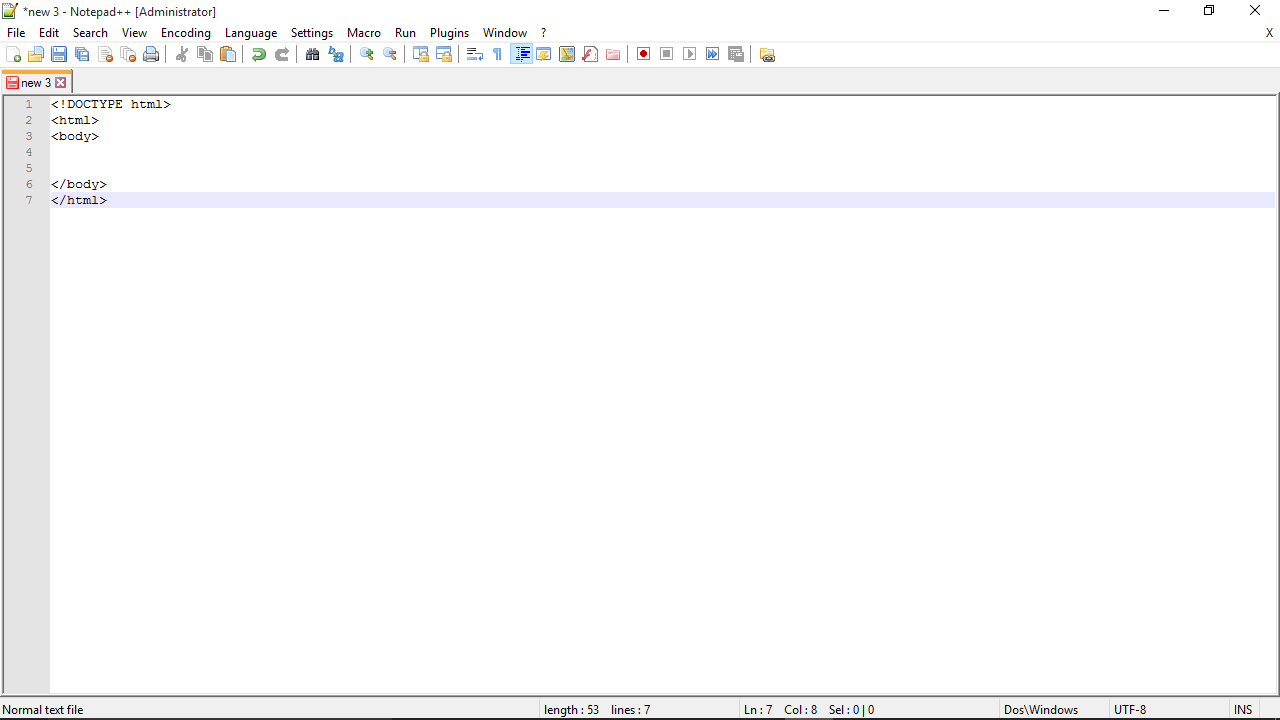 *new 3 - Notepad++ [Administrator]
File Edit Search View Encoding Language Settings Macro Run Plugins Window ? X
new 3
1 <!DOCTYPE html>
2 <html>
3 <body>
4
5
6 </body>
7 </html>
Normal text file length : 53 lines : 7 Ln : 7 Col : 8 Sel : 0 | 0 Dos\Windows UTF-8 INS